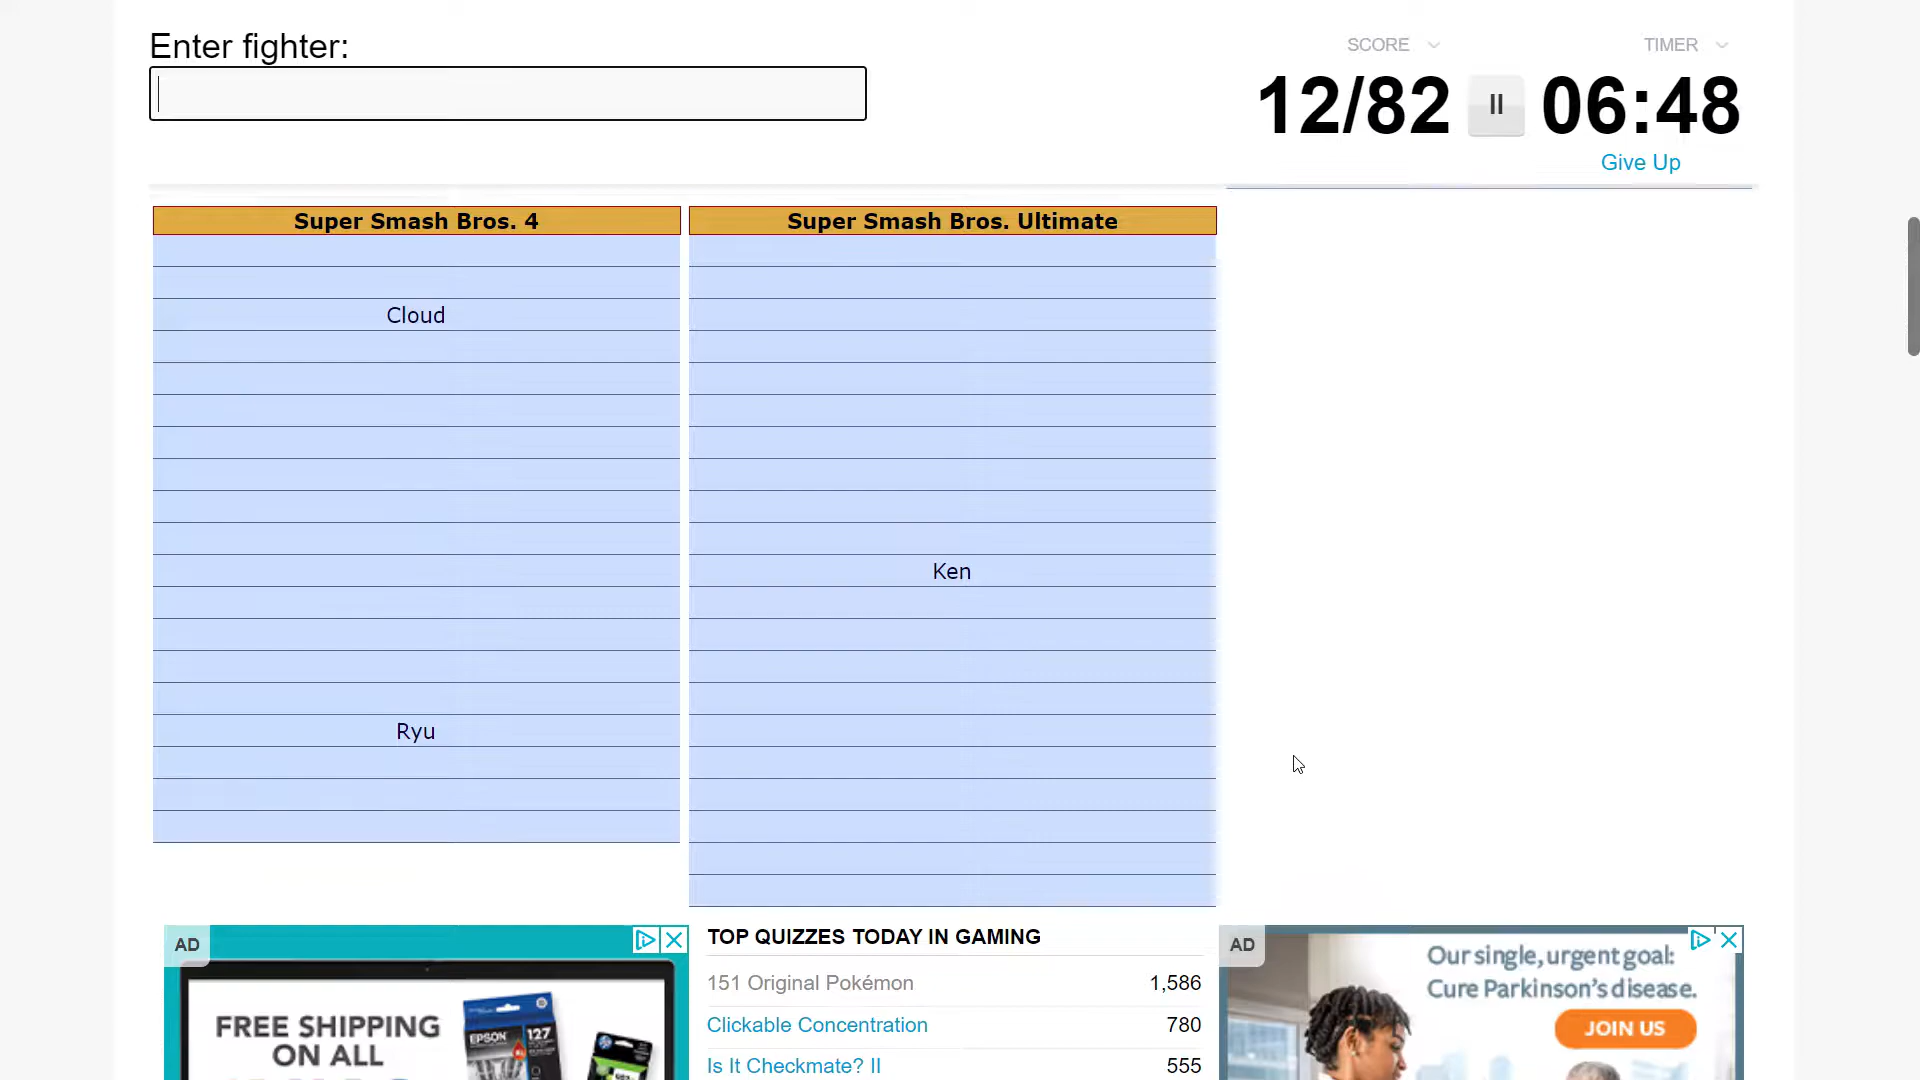 Enter fighter:
SCORE
TIMER
12/82
06:48
Give Up
Super Smash Bros. 4
Super Smash Bros. Ultimate
Cloud
Ken
Ryu
AD
FREE SHIPPING
ON ALL
EPSON
127
TOP QUIZZES TODAY IN GAMING
151 Original Pokémon 1,586
Clickable Concentration 780
Is It Checkmate? II 555
AD
Our single, urgent goal:
Cure Parkinson's disease.
JOIN US